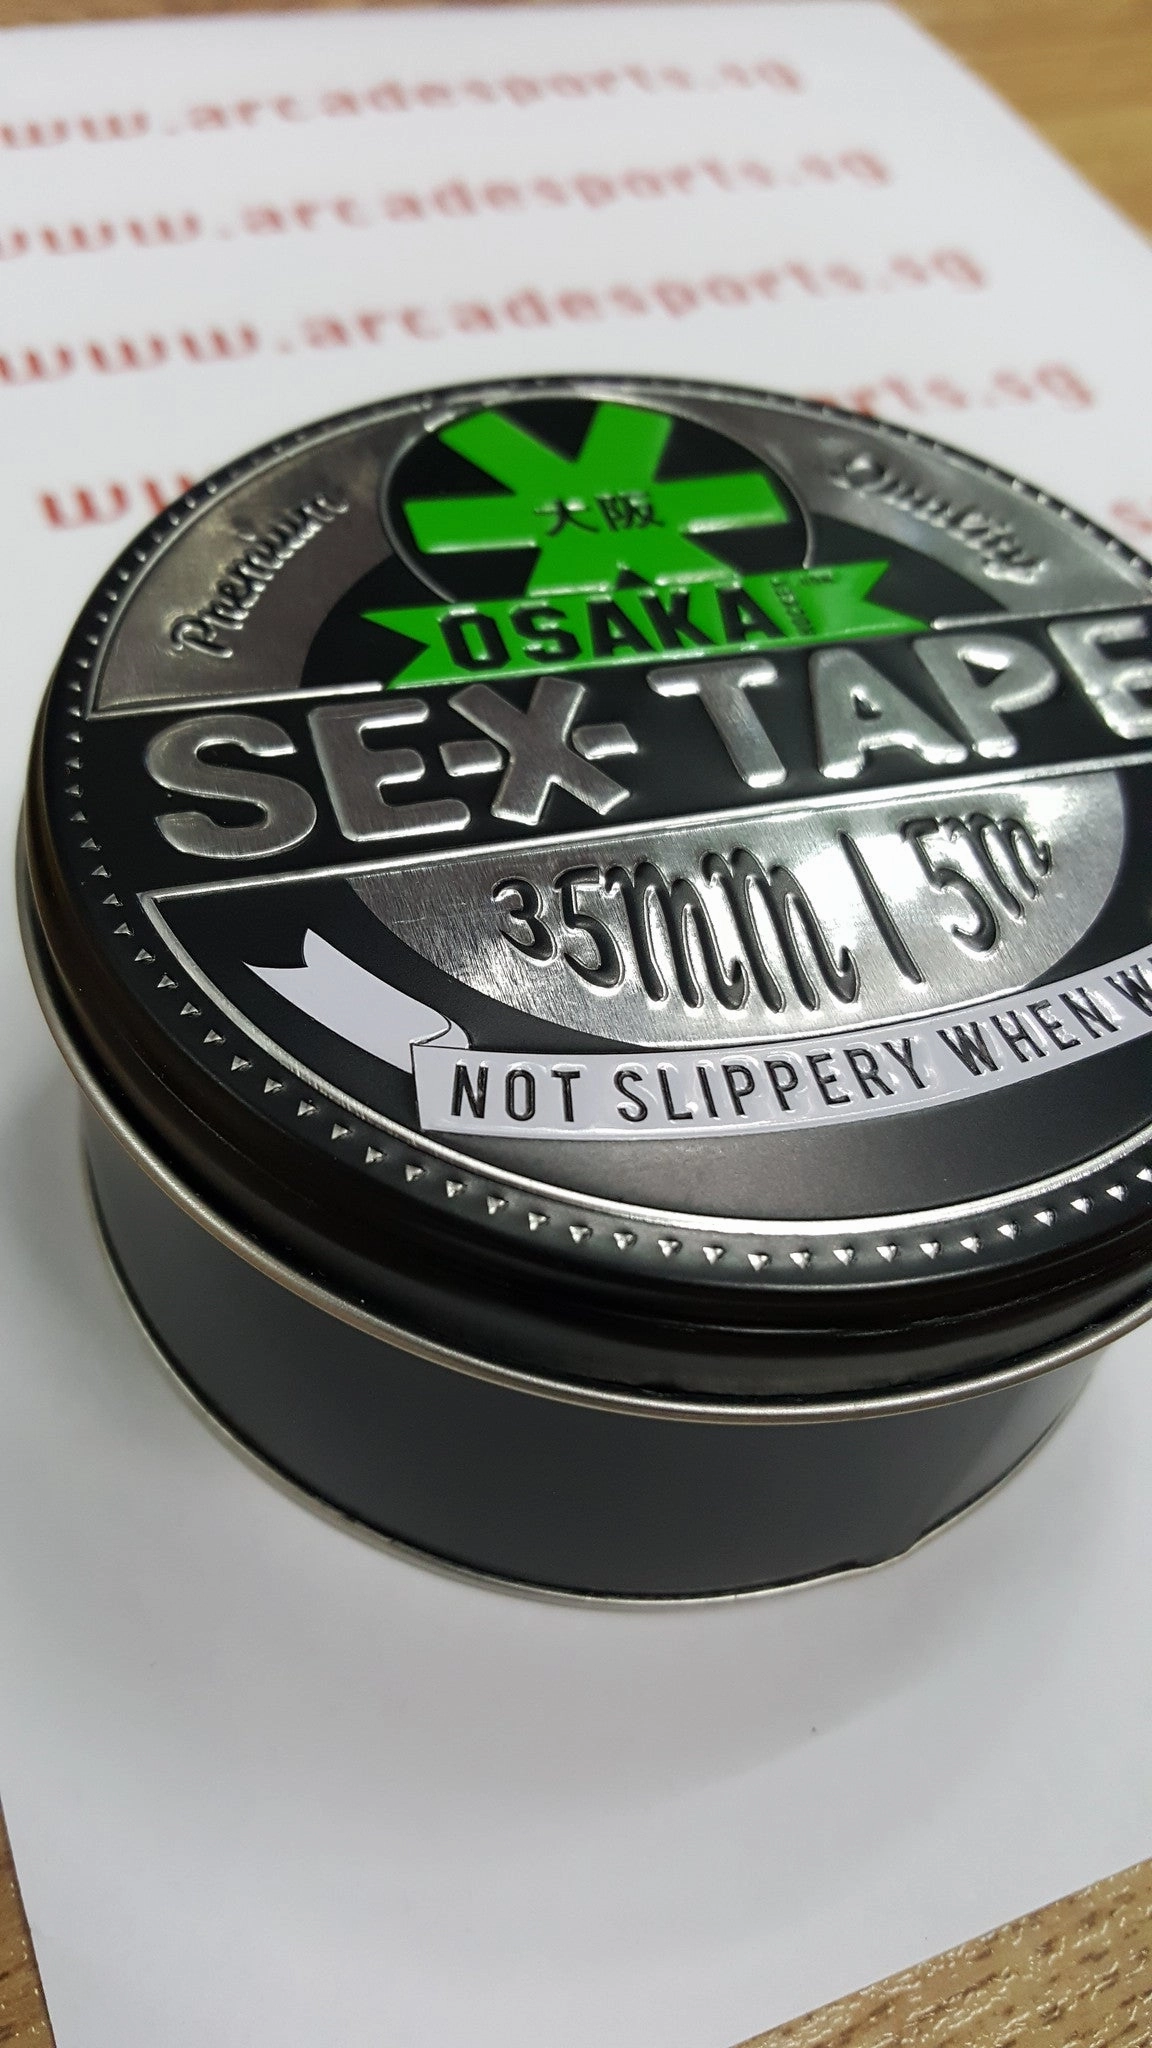 www.arcadesports.sg
www.arcadesports.sg
www.arcadesports.sg
Premium
Quality
大阪
OSAKA
SE-X- TAPE
35mm | 5m
NOT SLIPPERY WHEN